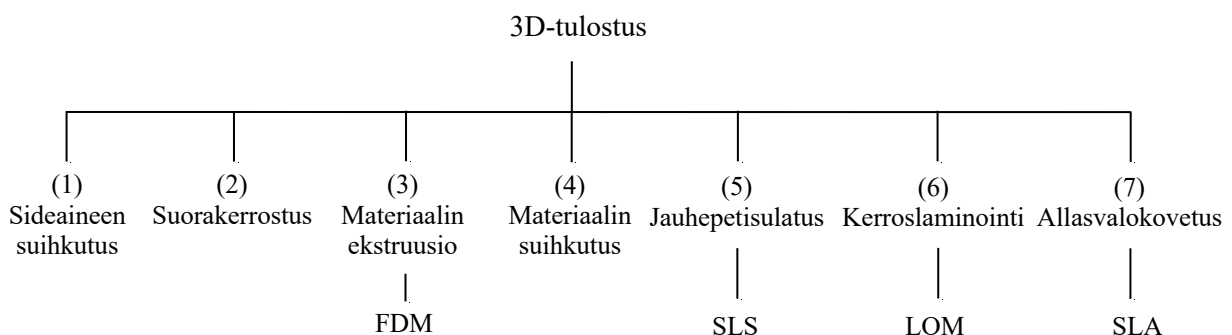 3D-tulostus
(1)
Sideaineen
suihkutus
(2)
Suorakerrostus
(3)
Materiaalin
ekstruusio
FDM
(4)
Materiaalin
suihkutus
(5)
Jauhepetisulatus
SLS
(6)
Kerroslaminointi
LOM
(7)
Allasvalokovetus
SLA